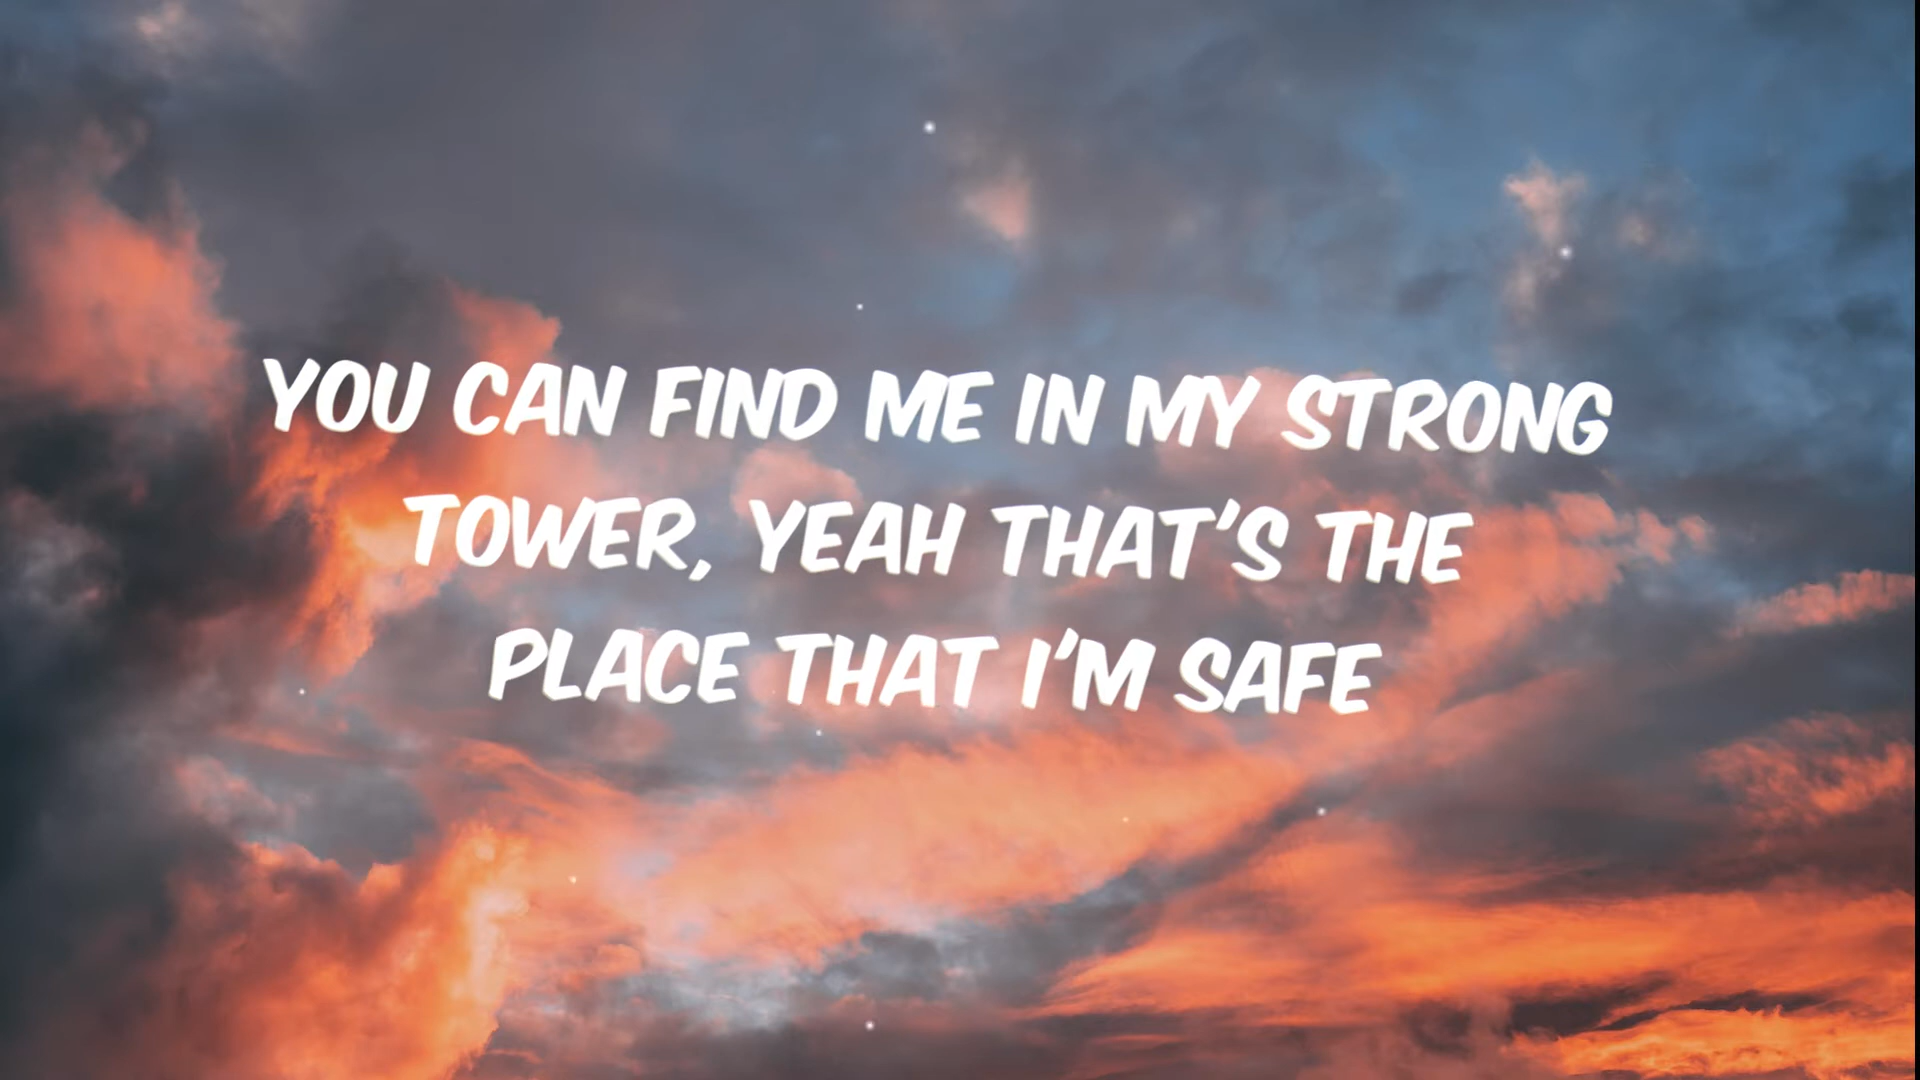 YOU CAN FIND ME IN MY STRONG
TOWER, YEAH THAT'S THE
PLACE THAT I'M SAFE